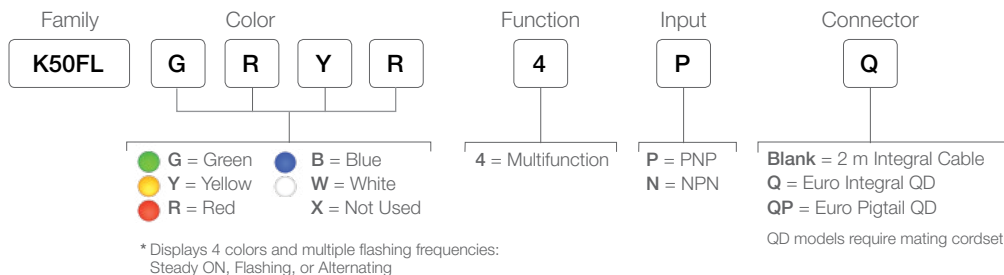 Family Color Function Input Connector
K50FL G R Y R 4 P Q
G = Green B = Blue 4 = Multifunction P = PNP Blank = 2 m Integral Cable
Y = Yellow W = White N = NPN Q = Euro Integral QD
R = Red X = Not Used QP = Euro Pigtail QD
QD models require mating cordset
* Displays 4 colors and multiple flashing frequencies:
Steady ON, Flashing, or Alternating